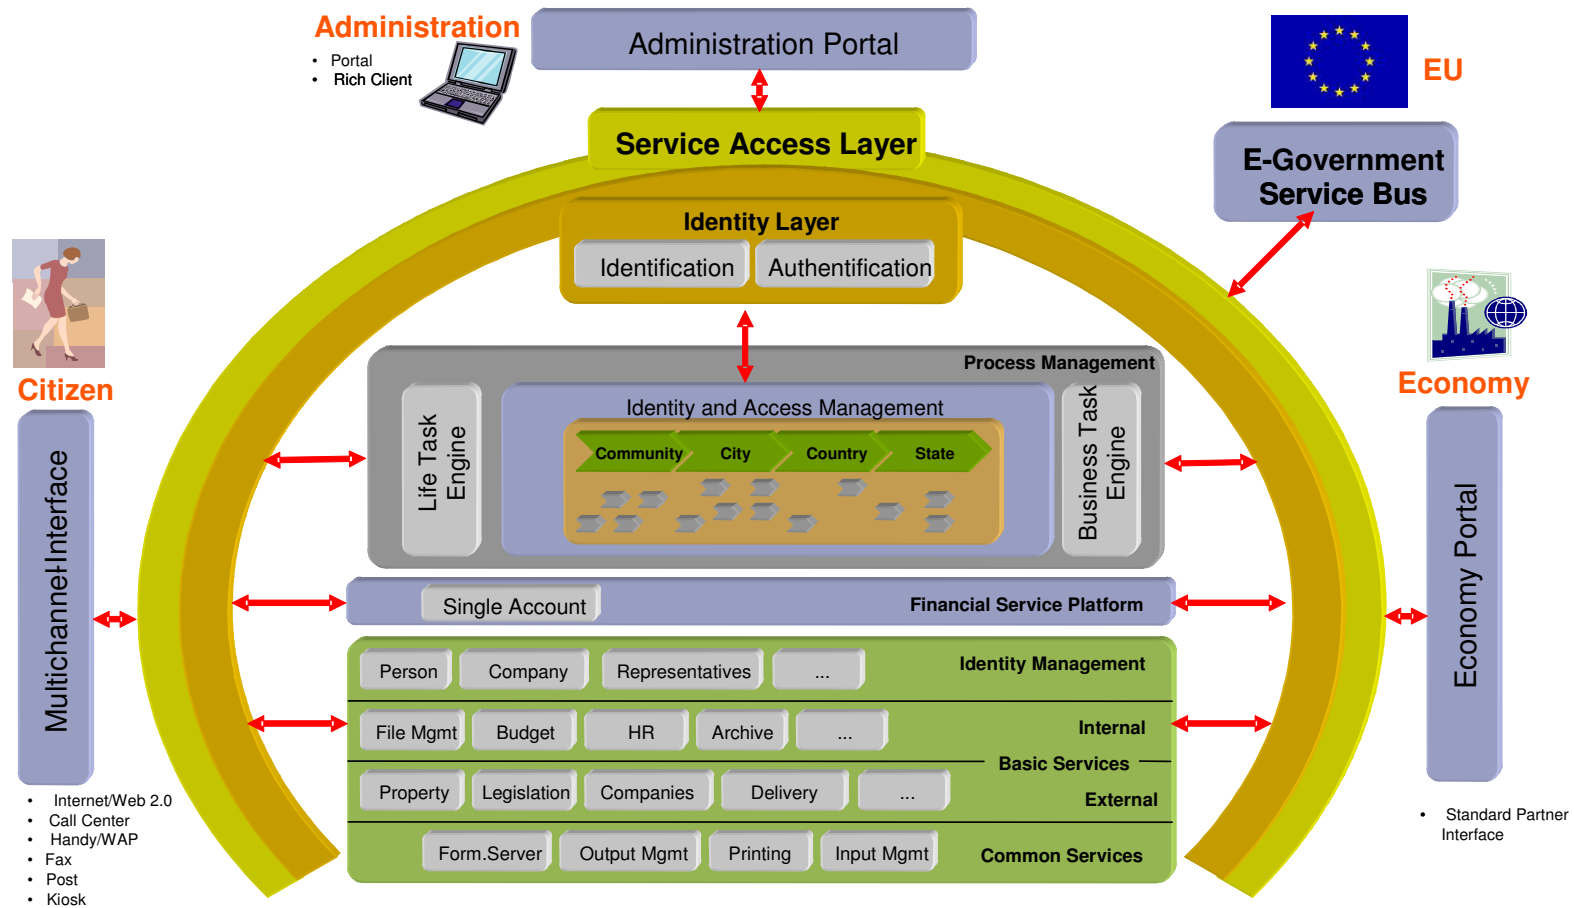 Administration
• Portal
• Rich Client
Administration Portal
EU
E-Government
Service Bus
Service Access Layer
Identity Layer
Identification
Authentification
Citizen
Multichannel-Interface
• Internet/Web 2.0
• Call Center
• Handy/WAP
• Fax
• Post
• Kiosk
Economy
Economy Portal
• Standard Partner
Interface
Process Management
Life Task
Engine
Identity and Access Management
Community
City
Country
State
Business Task
Engine
Single Account
Financial Service Platform
Person
Company
Representatives
...
Identity Management
File Mgmt
Budget
HR
Archive
...
Internal
Basic Services
Property
Legislation
Companies
Delivery
...
External
Form.Server
Output Mgmt
Printing
Input Mgmt
Common Services